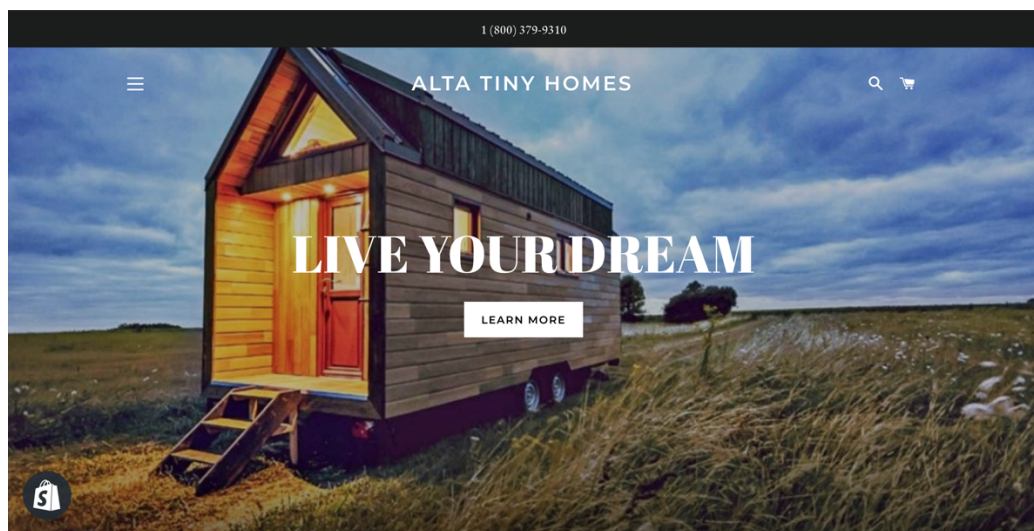 1 (800) 379-9310
ALTA TINY HOMES
LIVE YOUR DREAM
LEARN MORE
S